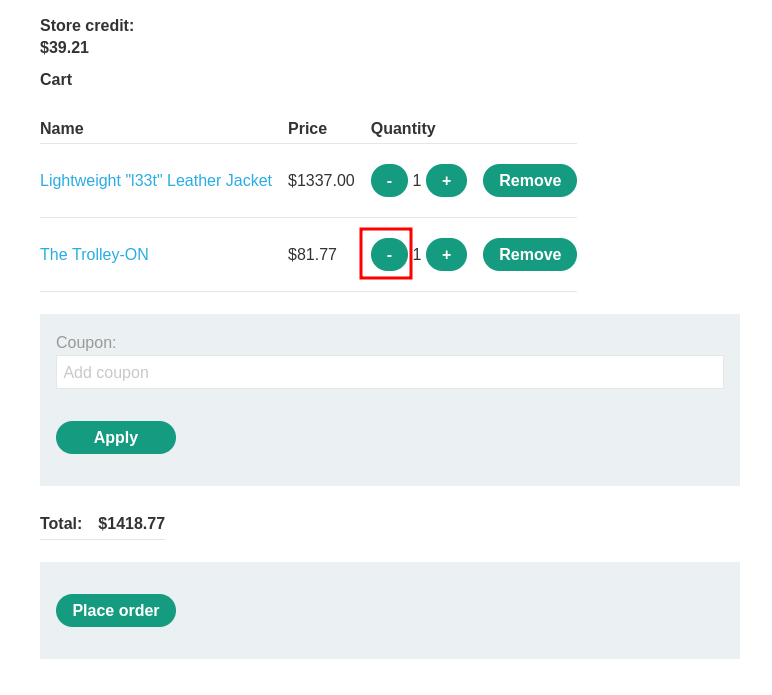 Store credit:
$39.21
Cart
Name Price Quantity
Lightweight "l33t" Leather Jacket $1337.00 - 1 + Remove
The Trolley-ON $81.77 - 1 + Remove
Coupon:
Add coupon
Apply
Total: $1418.77
Place order